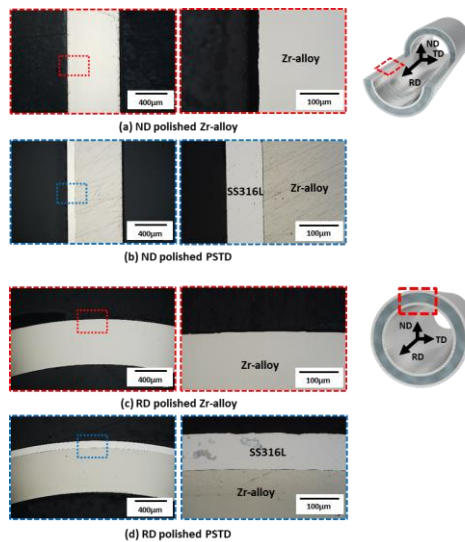 Zr-alloy
400μm
100μm
ND
TD
RD
(a) ND polished Zr-alloy
SS316L
Zr-alloy
400μm
100μm
(b) ND polished PSTD
Zr-alloy
400μm
100μm
ND
TD
RD
(c) RD polished Zr-alloy
SS316L
Zr-alloy
400μm
100μm
(d) RD polished PSTD